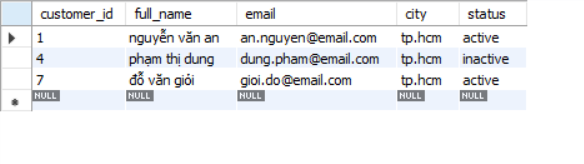 customer_id full_name email city status
1 nguyễn văn an an.nguyen@email.com tp.hcm active
4 phạm thị dung dung.pham@email.com tp.hcm inactive
7 đỗ văn giỏi gioi.do@email.com tp.hcm active
NULL NULL NULL NULL NULL